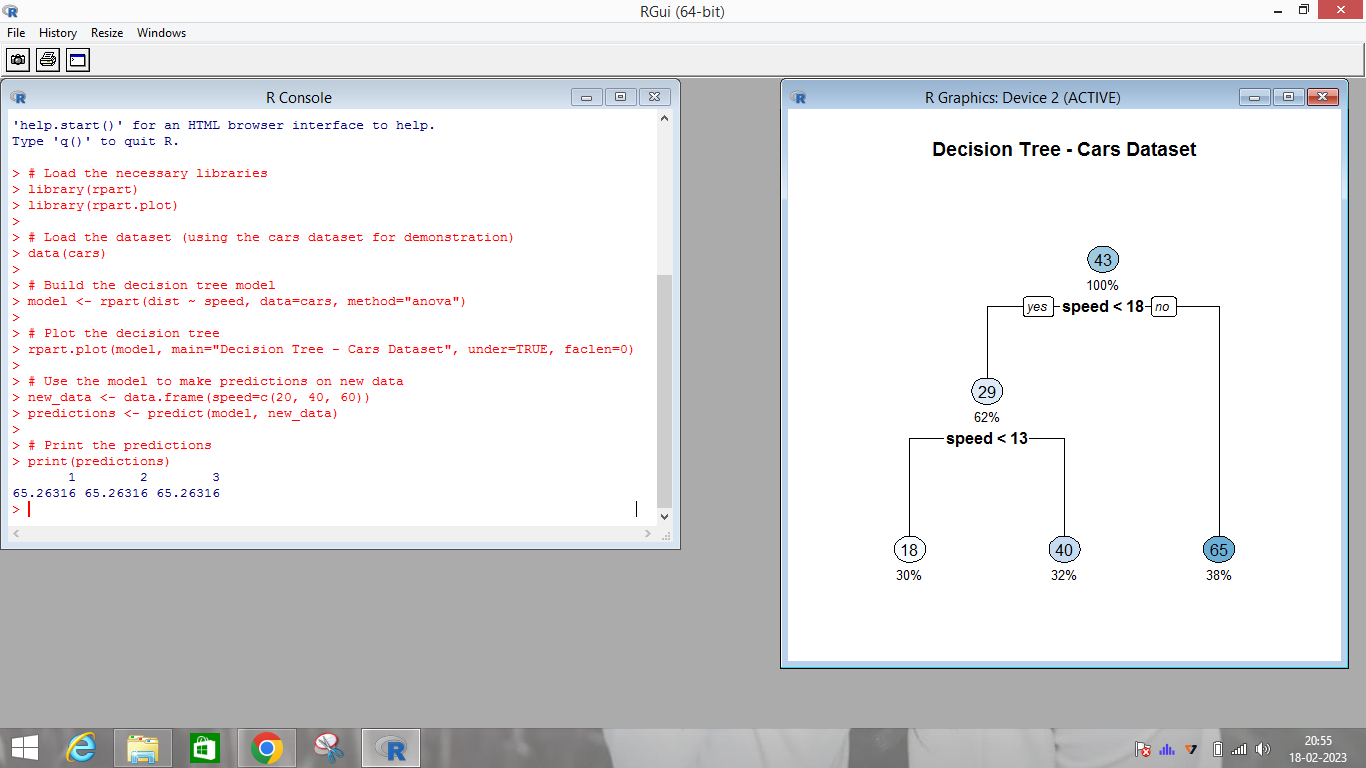 RGui (64-bit)
File History Resize Windows
R Console
'help.start()' for an HTML browser interface to help.
Type 'q()' to quit R.
> # Load the necessary libraries
> library(rpart)
> library(rpart.plot)
>
> # Load the dataset (using the cars dataset for demonstration)
> data(cars)
>
> # Build the decision tree model
> model <- rpart(dist ~ speed, data=cars, method="anova")
>
> # Plot the decision tree
> rpart.plot(model, main="Decision Tree - Cars Dataset", under=TRUE, faclen=0)
>
> # Use the model to make predictions on new data
> new_data <- data.frame(speed=c(20, 40, 60))
> predictions <- predict(model, new_data)
>
> # Print the predictions
> print(predictions)
1 2 3
65.26316 65.26316 65.26316
>
R Graphics: Device 2 (ACTIVE)
Decision Tree - Cars Dataset
43
100%
yes speed < 18 no
29
62%
speed < 13
18 40 65
30% 32% 38%
20:55
18-02-2023